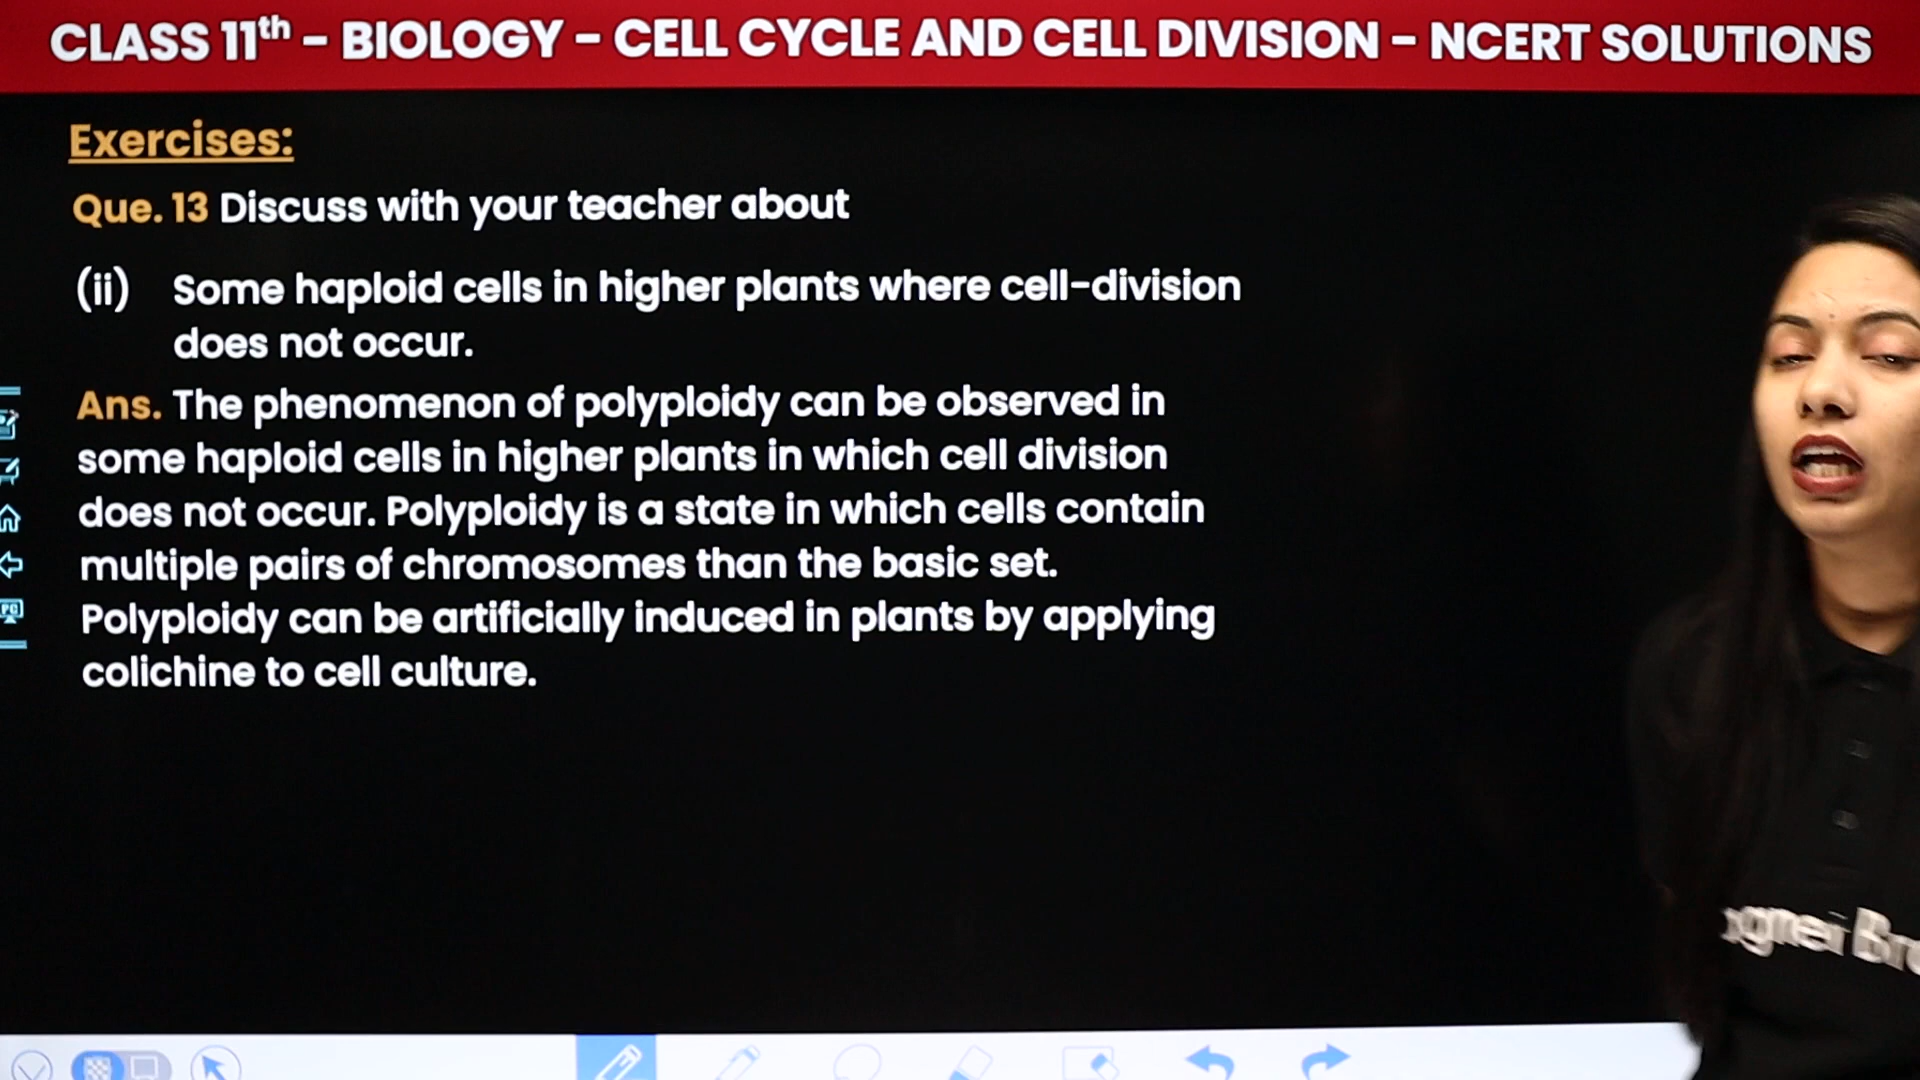 CLASS 11th - BIOLOGY - CELL CYCLE AND CELL DIVISION - NCERT SOLUTIONS
Exercises:
Que. 13 Discuss with your teacher about
(ii) Some haploid cells in higher plants where cell-division
does not occur.
Ans. The phenomenon of polyploidy can be observed in
some haploid cells in higher plants in which cell division
does not occur. Polyploidy is a state in which cells contain
multiple pairs of chromosomes than the basic set.
Polyploidy can be artificially induced in plants by applying
colichine to cell culture.
PC